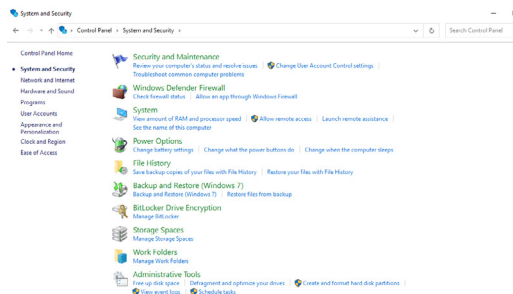 System and Security
Control Panel > System and Security >
Search Control Panel
Control Panel Home
System and Security
Network and Internet
Hardware and Sound
Programs
User Accounts
Appearance and
Personalization
Clock and Region
Ease of Access
Security and Maintenance
Review your computer's status and resolve issues | Change User Account Control settings |
Troubleshoot common computer problems
Windows Defender Firewall
Check firewall status | Allow an app through Windows Firewall
System
View amount of RAM and processor speed | Allow remote access | Launch remote assistance |
See the name of this computer
Power Options
Change battery settings | Change what the power buttons do | Change when the computer sleeps
File History
Save backup copies of your files with File History | Restore your files with File History
Backup and Restore (Windows 7)
Backup and Restore (Windows 7) | Restore files from backup
BitLocker Drive Encryption
Manage BitLocker
Storage Spaces
Manage Storage Spaces
Work Folders
Manage Work Folders
Administrative Tools
Free up disk space | Defragment and optimize your drives | Create and format hard disk partitions |
View event logs | Schedule tasks